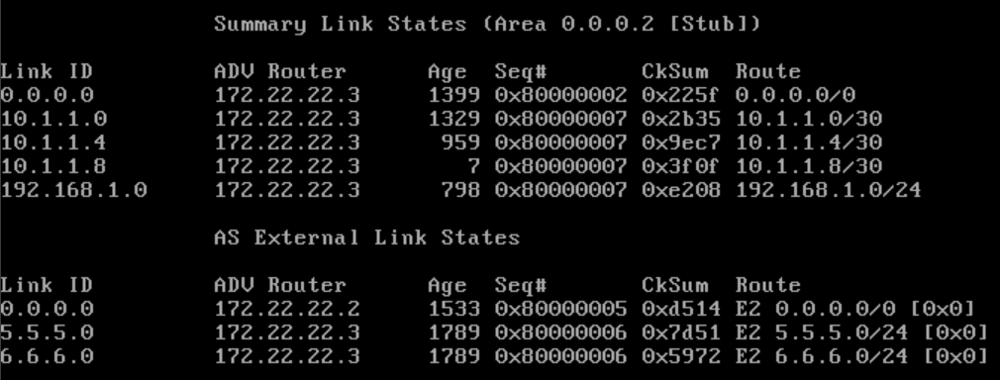 Summary Link States (Area 0.0.0.2 [Stub])
Link ID ADV Router Age Seq# CkSum Route
0.0.0.0 172.22.22.3 1399 0x80000002 0x225f 0.0.0.0/0
10.1.1.0 172.22.22.3 1329 0x80000007 0x2b35 10.1.1.0/30
10.1.1.4 172.22.22.3 959 0x80000007 0x9ec7 10.1.1.4/30
10.1.1.8 172.22.22.3 7 0x80000007 0x3f0f 10.1.1.8/30
192.168.1.0 172.22.22.3 798 0x80000007 0xe208 192.168.1.0/24
AS External Link States
Link ID ADV Router Age Seq# CkSum Route
0.0.0.0 172.22.22.2 1533 0x80000005 0xd514 E2 0.0.0.0/0 [0x0]
5.5.5.0 172.22.22.3 1789 0x80000006 0x7d51 E2 5.5.5.0/24 [0x0]
6.6.6.0 172.22.22.3 1789 0x80000006 0x5972 E2 6.6.6.0/24 [0x0]